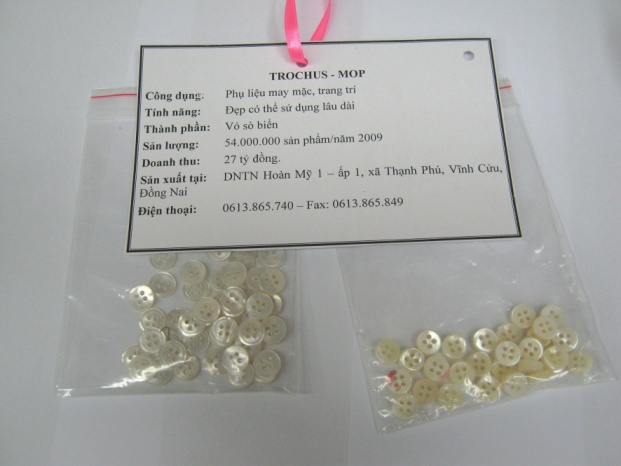 TROCHUS - MOP
Công dụng: Phụ liệu may mặc, trang trí
Tính năng: Đẹp có thể sử dụng lâu dài
Thành phần: Vỏ sò biển
Sản lượng: 54.000.000 sản phẩm/năm 2009
Doanh thu: 27 tỷ đồng.
Sản xuất tại: DNTN Hoàn Mỹ 1 – ấp 1, xã Thạnh Phú, Vĩnh Cửu,
Đồng Nai
Điện thoại: 0613.865.740 – Fax: 0613.865.849